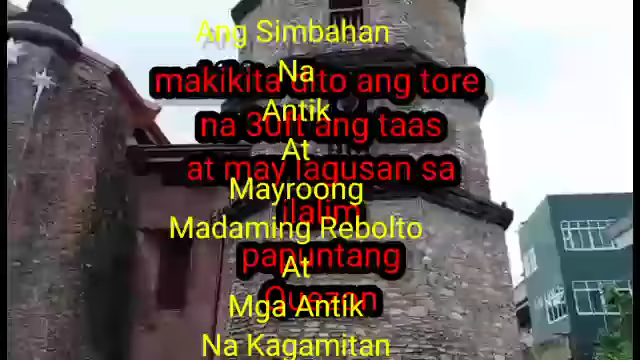 Ang Simbahan
Na
Antik
At
Mayroong
Madaming Rebolto
At
Mga Antik
Na Kagamitan
makikita dito ang tore
na 30ft ang taas
at may lagusan sa
ilalim
papuntang
Quezon